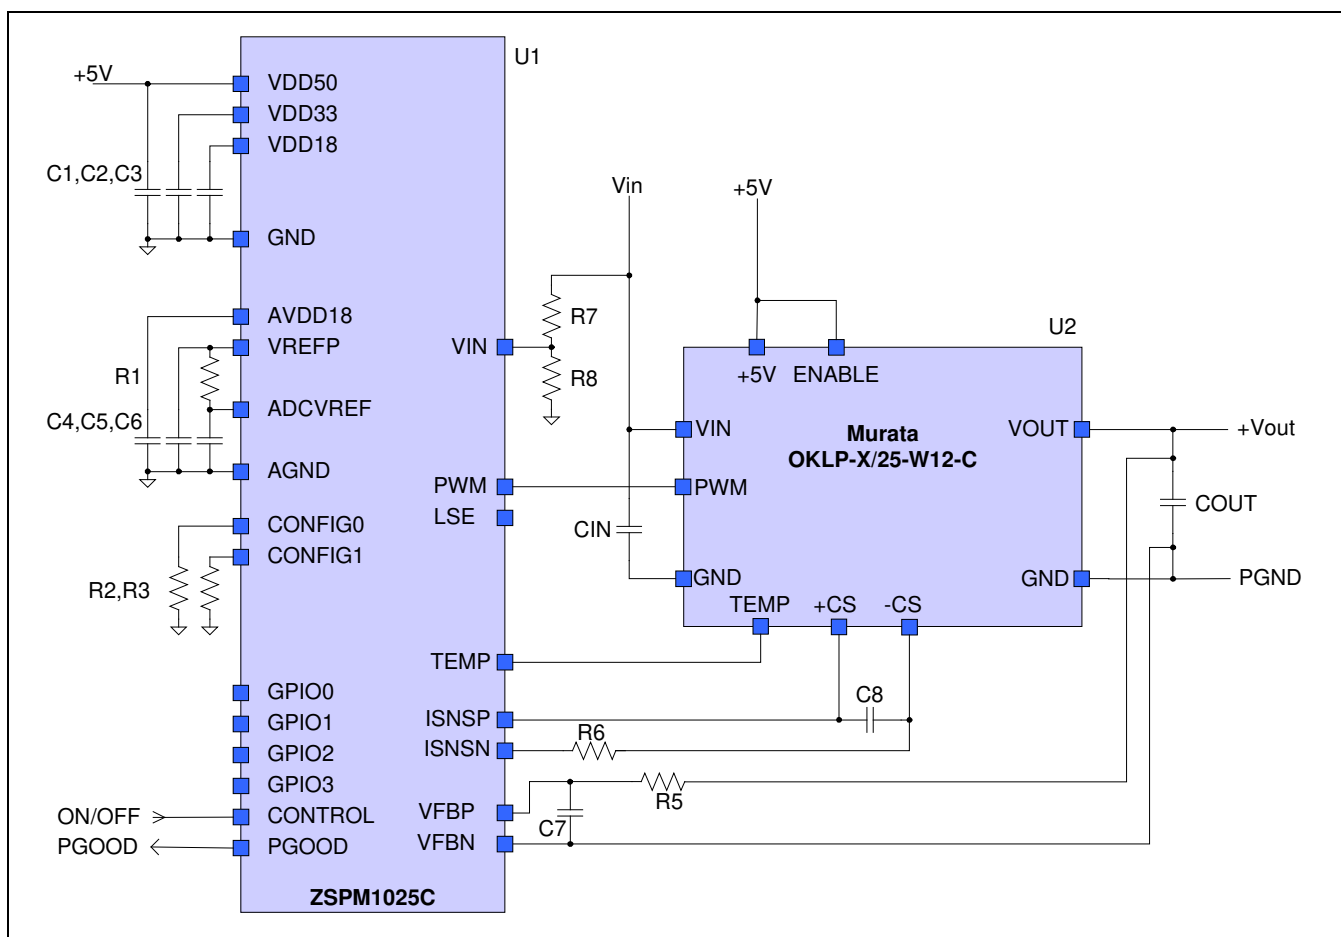 U1
+5V
VDD50
VDD33
VDD18
C1,C2,C3
GND
AVDD18
VREFP
R1
ADCVREF
C4,C5,C6
AGND
CONFIG0
CONFIG1
R2,R3
GPIO0
GPIO1
GPIO2
GPIO3
ON/OFF
CONTROL
PGOOD
PGOOD
VIN
PWM
LSE
TEMP
ISNSP
ISNSN
VFBP
VFBN
ZSPM1025C
Vin
R7
R8
CIN
+5V
U2
+5V
ENABLE
VIN
PWM
GND
Murata
OKLP-X/25-W12-C
VOUT
GND
TEMP
+CS
-CS
+Vout
COUT
PGND
C8
R6
R5
C7